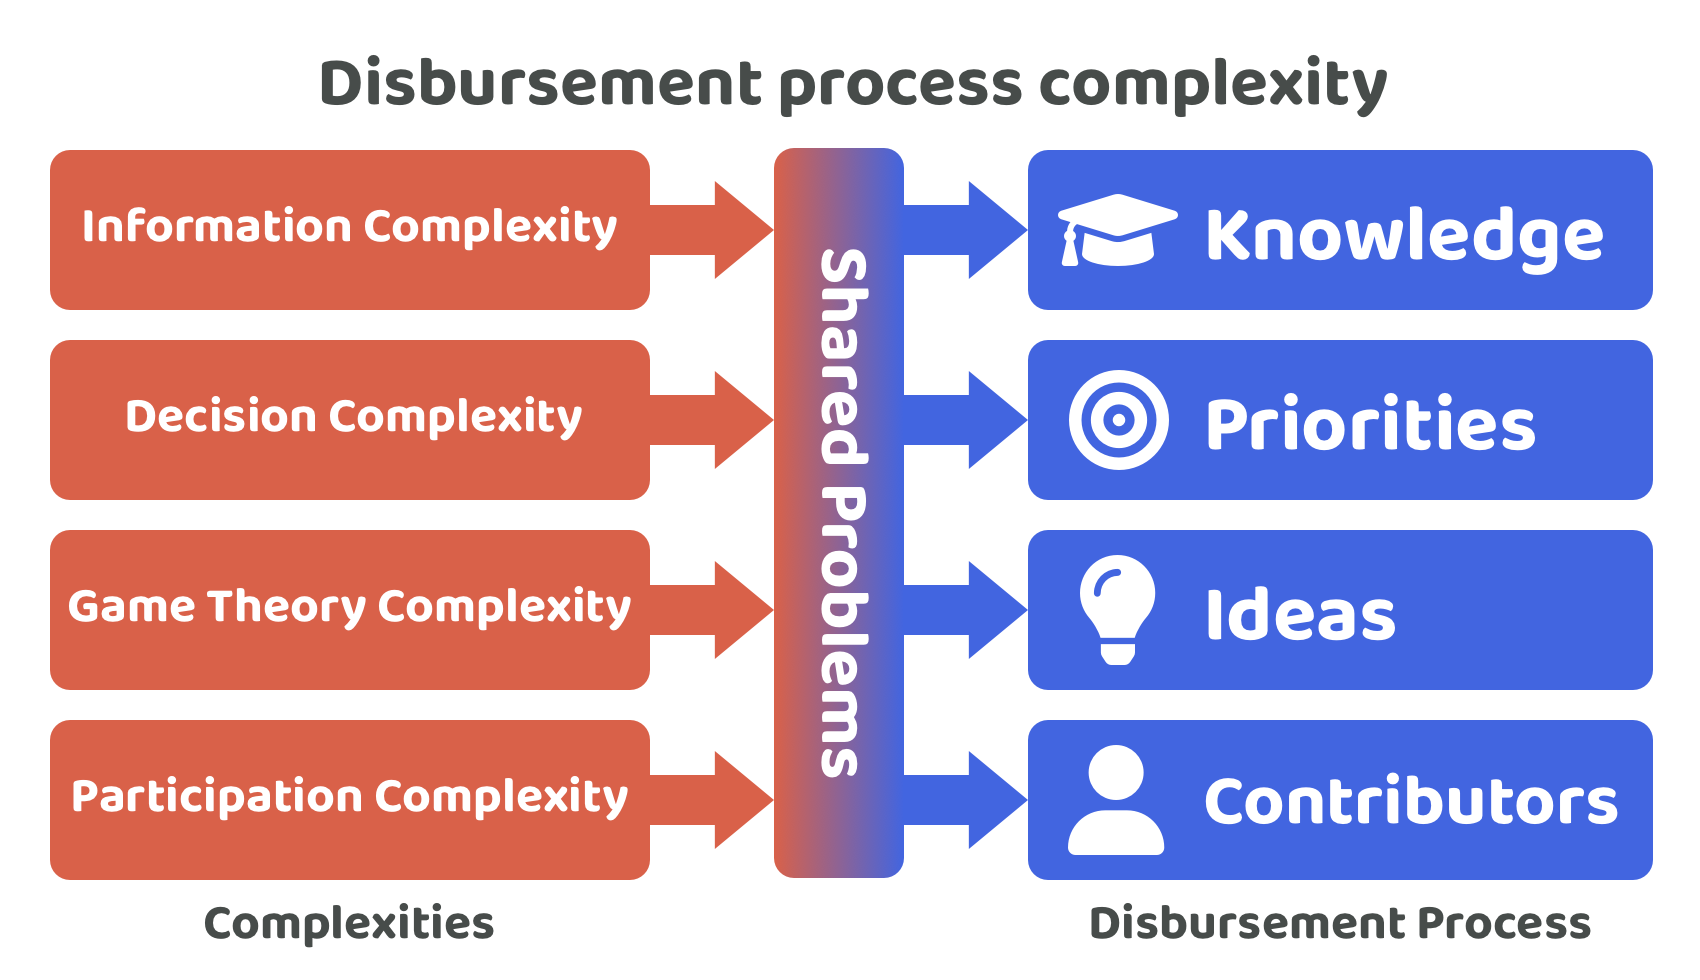 Disbursement process complexity
Information Complexity
Decision Complexity
Game Theory Complexity
Participation Complexity
Complexities
Shared Problems
Knowledge
Priorities
Ideas
Contributors
Disbursement Process